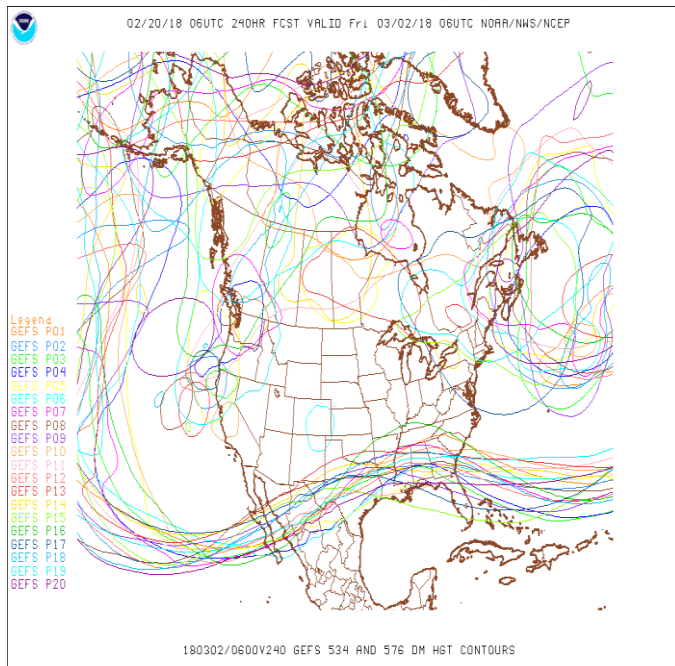 02/20/18 06UTC 240HR FCST VALID Fri 03/02/18 06UTC NOAA/NWS/NCEP
Legend
GEFS P01
GEFS P02
GEFS P03
GEFS P04
GEFS P05
GEFS P06
GEFS P07
GEFS P08
GEFS P09
GEFS P10
GEFS P11
GEFS P12
GEFS P13
GEFS P14
GEFS P15
GEFS P16
GEFS P17
GEFS P18
GEFS P19
GEFS P20
180302/0600V240 GEFS 534 AND 576 DM HGT CONTOURS